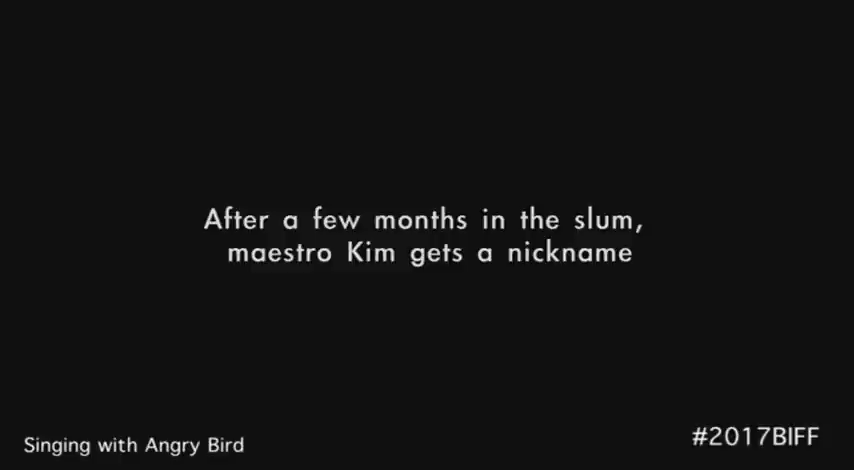 After a few months in the slum,
maestro Kim gets a nickname
Singing with Angry Bird
#2017BIFF